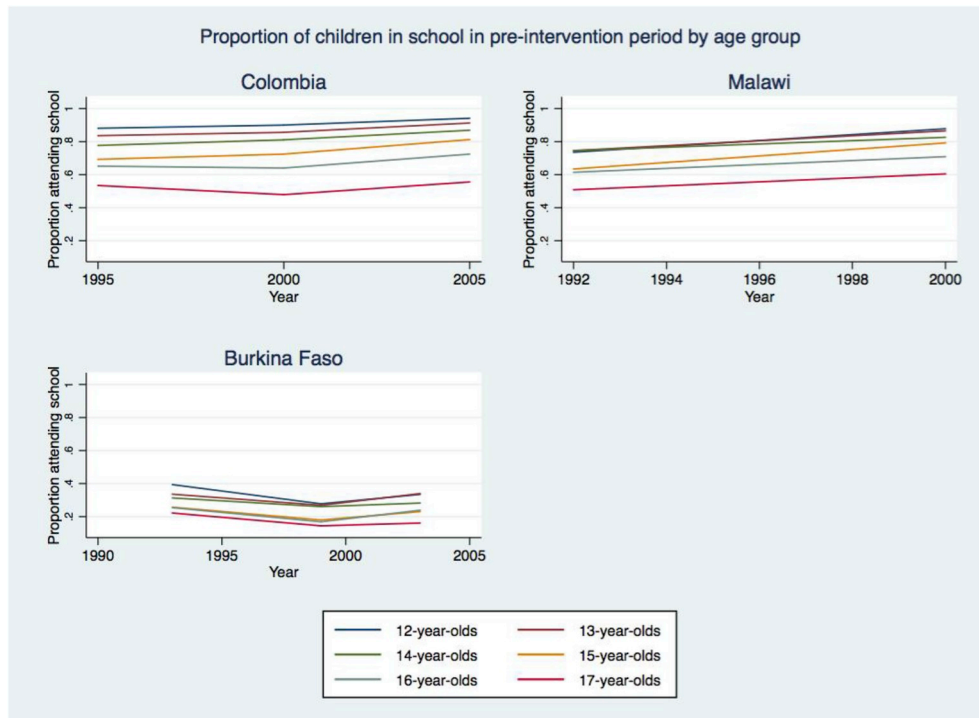 Proportion of children in school in pre-intervention period by age group
Colombia
Proportion attending school
1
.8
.6
.4
.2
1995 2000 2005
Year
Malawi
Proportion attending school
1
.8
.6
.4
.2
1992 1994 1996 1998 2000
Year
Burkina Faso
Proportion attending school
1
.8
.6
.4
.2
1990 1995 2000 2005
Year
12-year-olds 13-year-olds
14-year-olds 15-year-olds
16-year-olds 17-year-olds